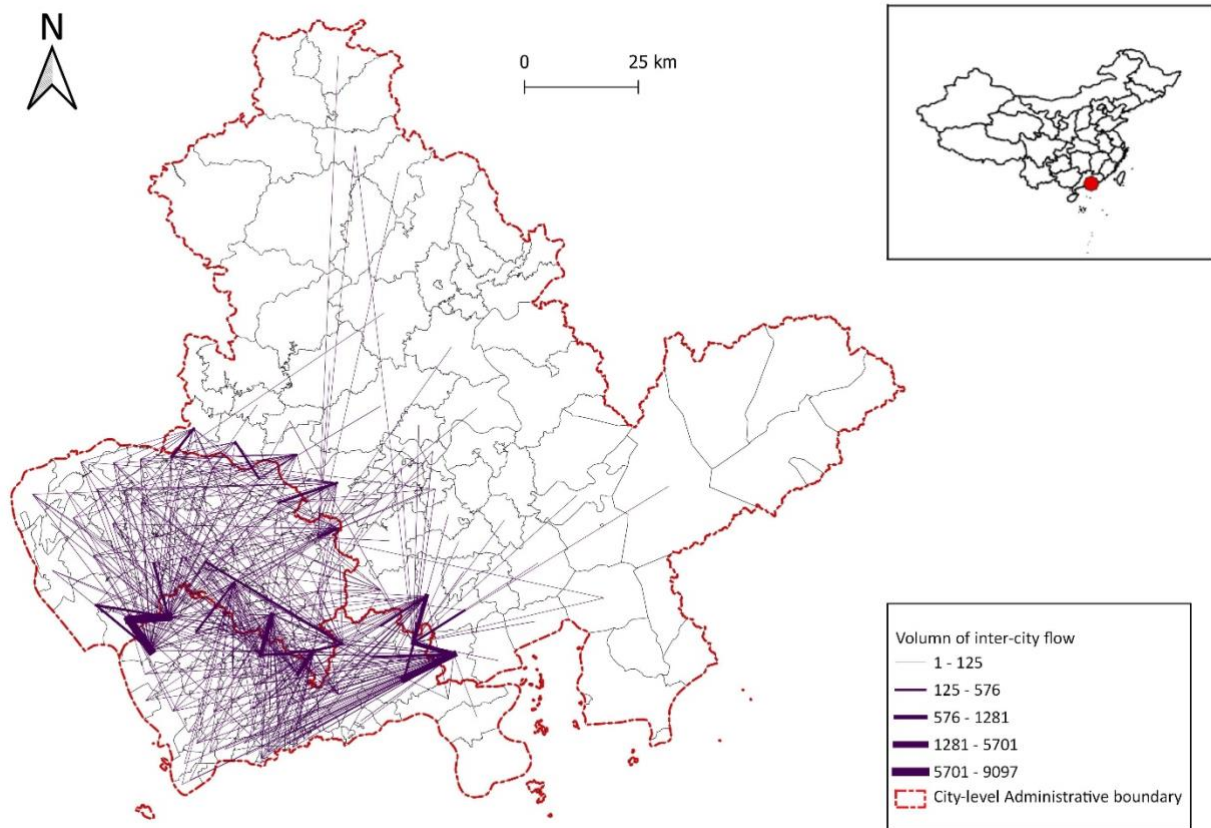 N
0 25 km
Volumn of inter-city flow
1 - 125
125 - 576
576 - 1281
1281 - 5701
5701 - 9097
City-level Administrative boundary